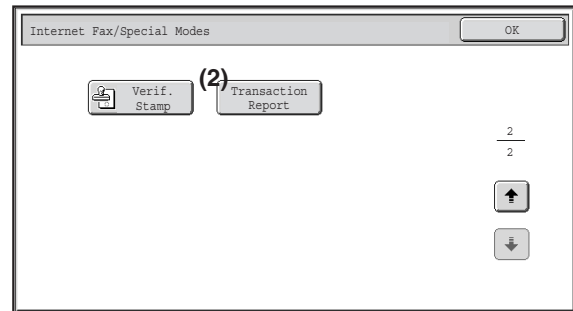 Internet Fax/Special Modes
OK
Verif.
Stamp
(2)
Transaction
Report
2
2